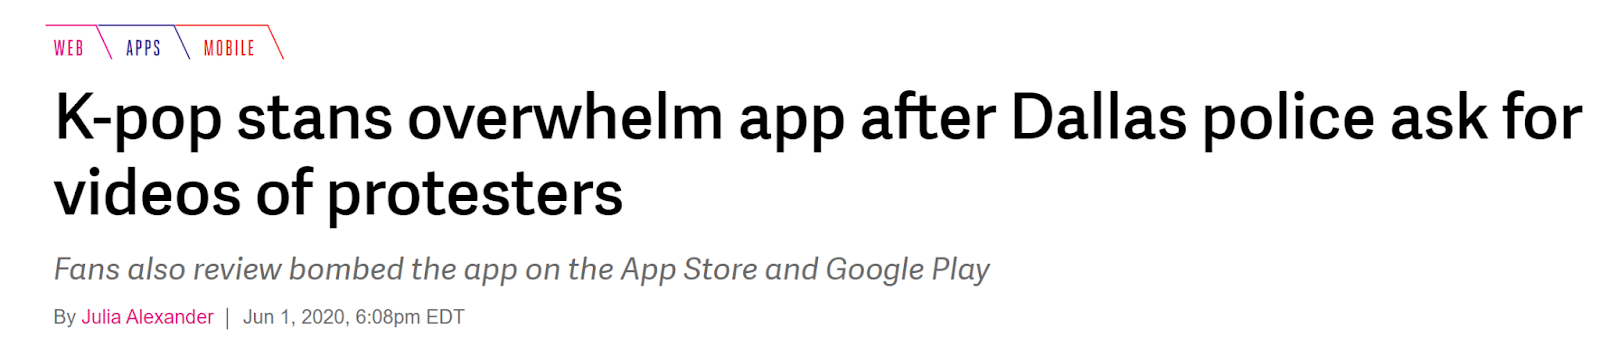 WEB APPS MOBILE
K-pop stans overwhelm app after Dallas police ask for
videos of protesters
Fans also review bombed the app on the App Store and Google Play
By Julia Alexander | Jun 1, 2020, 6:08pm EDT